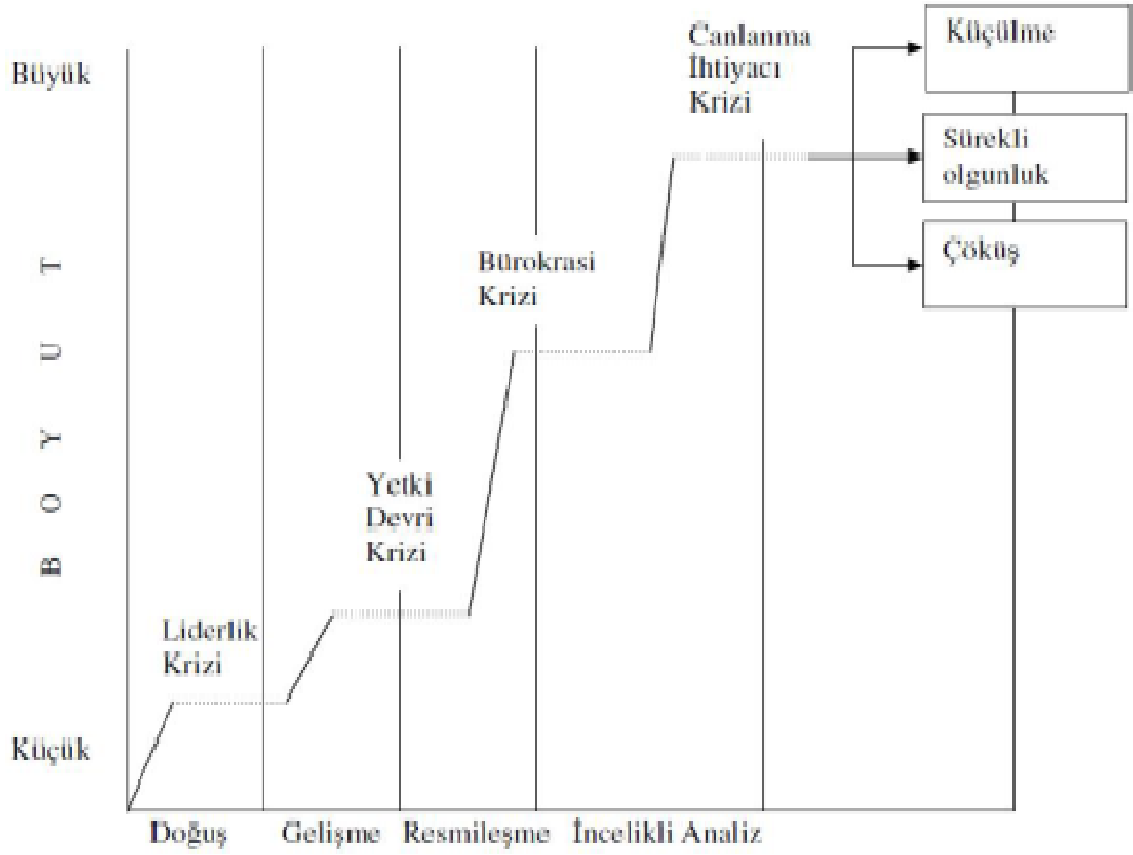 Büyük
Canlanma
İhtiyacı
Krizi
Küçülme
Sürekli
olgunluk
Çöküş
Bürokrasi
Krizi
BOYUT
Yetki
Devri
Krizi
Liderlik
Krizi
Küçük
Doğuş Gelişme Resmileşme İncelikli Analiz